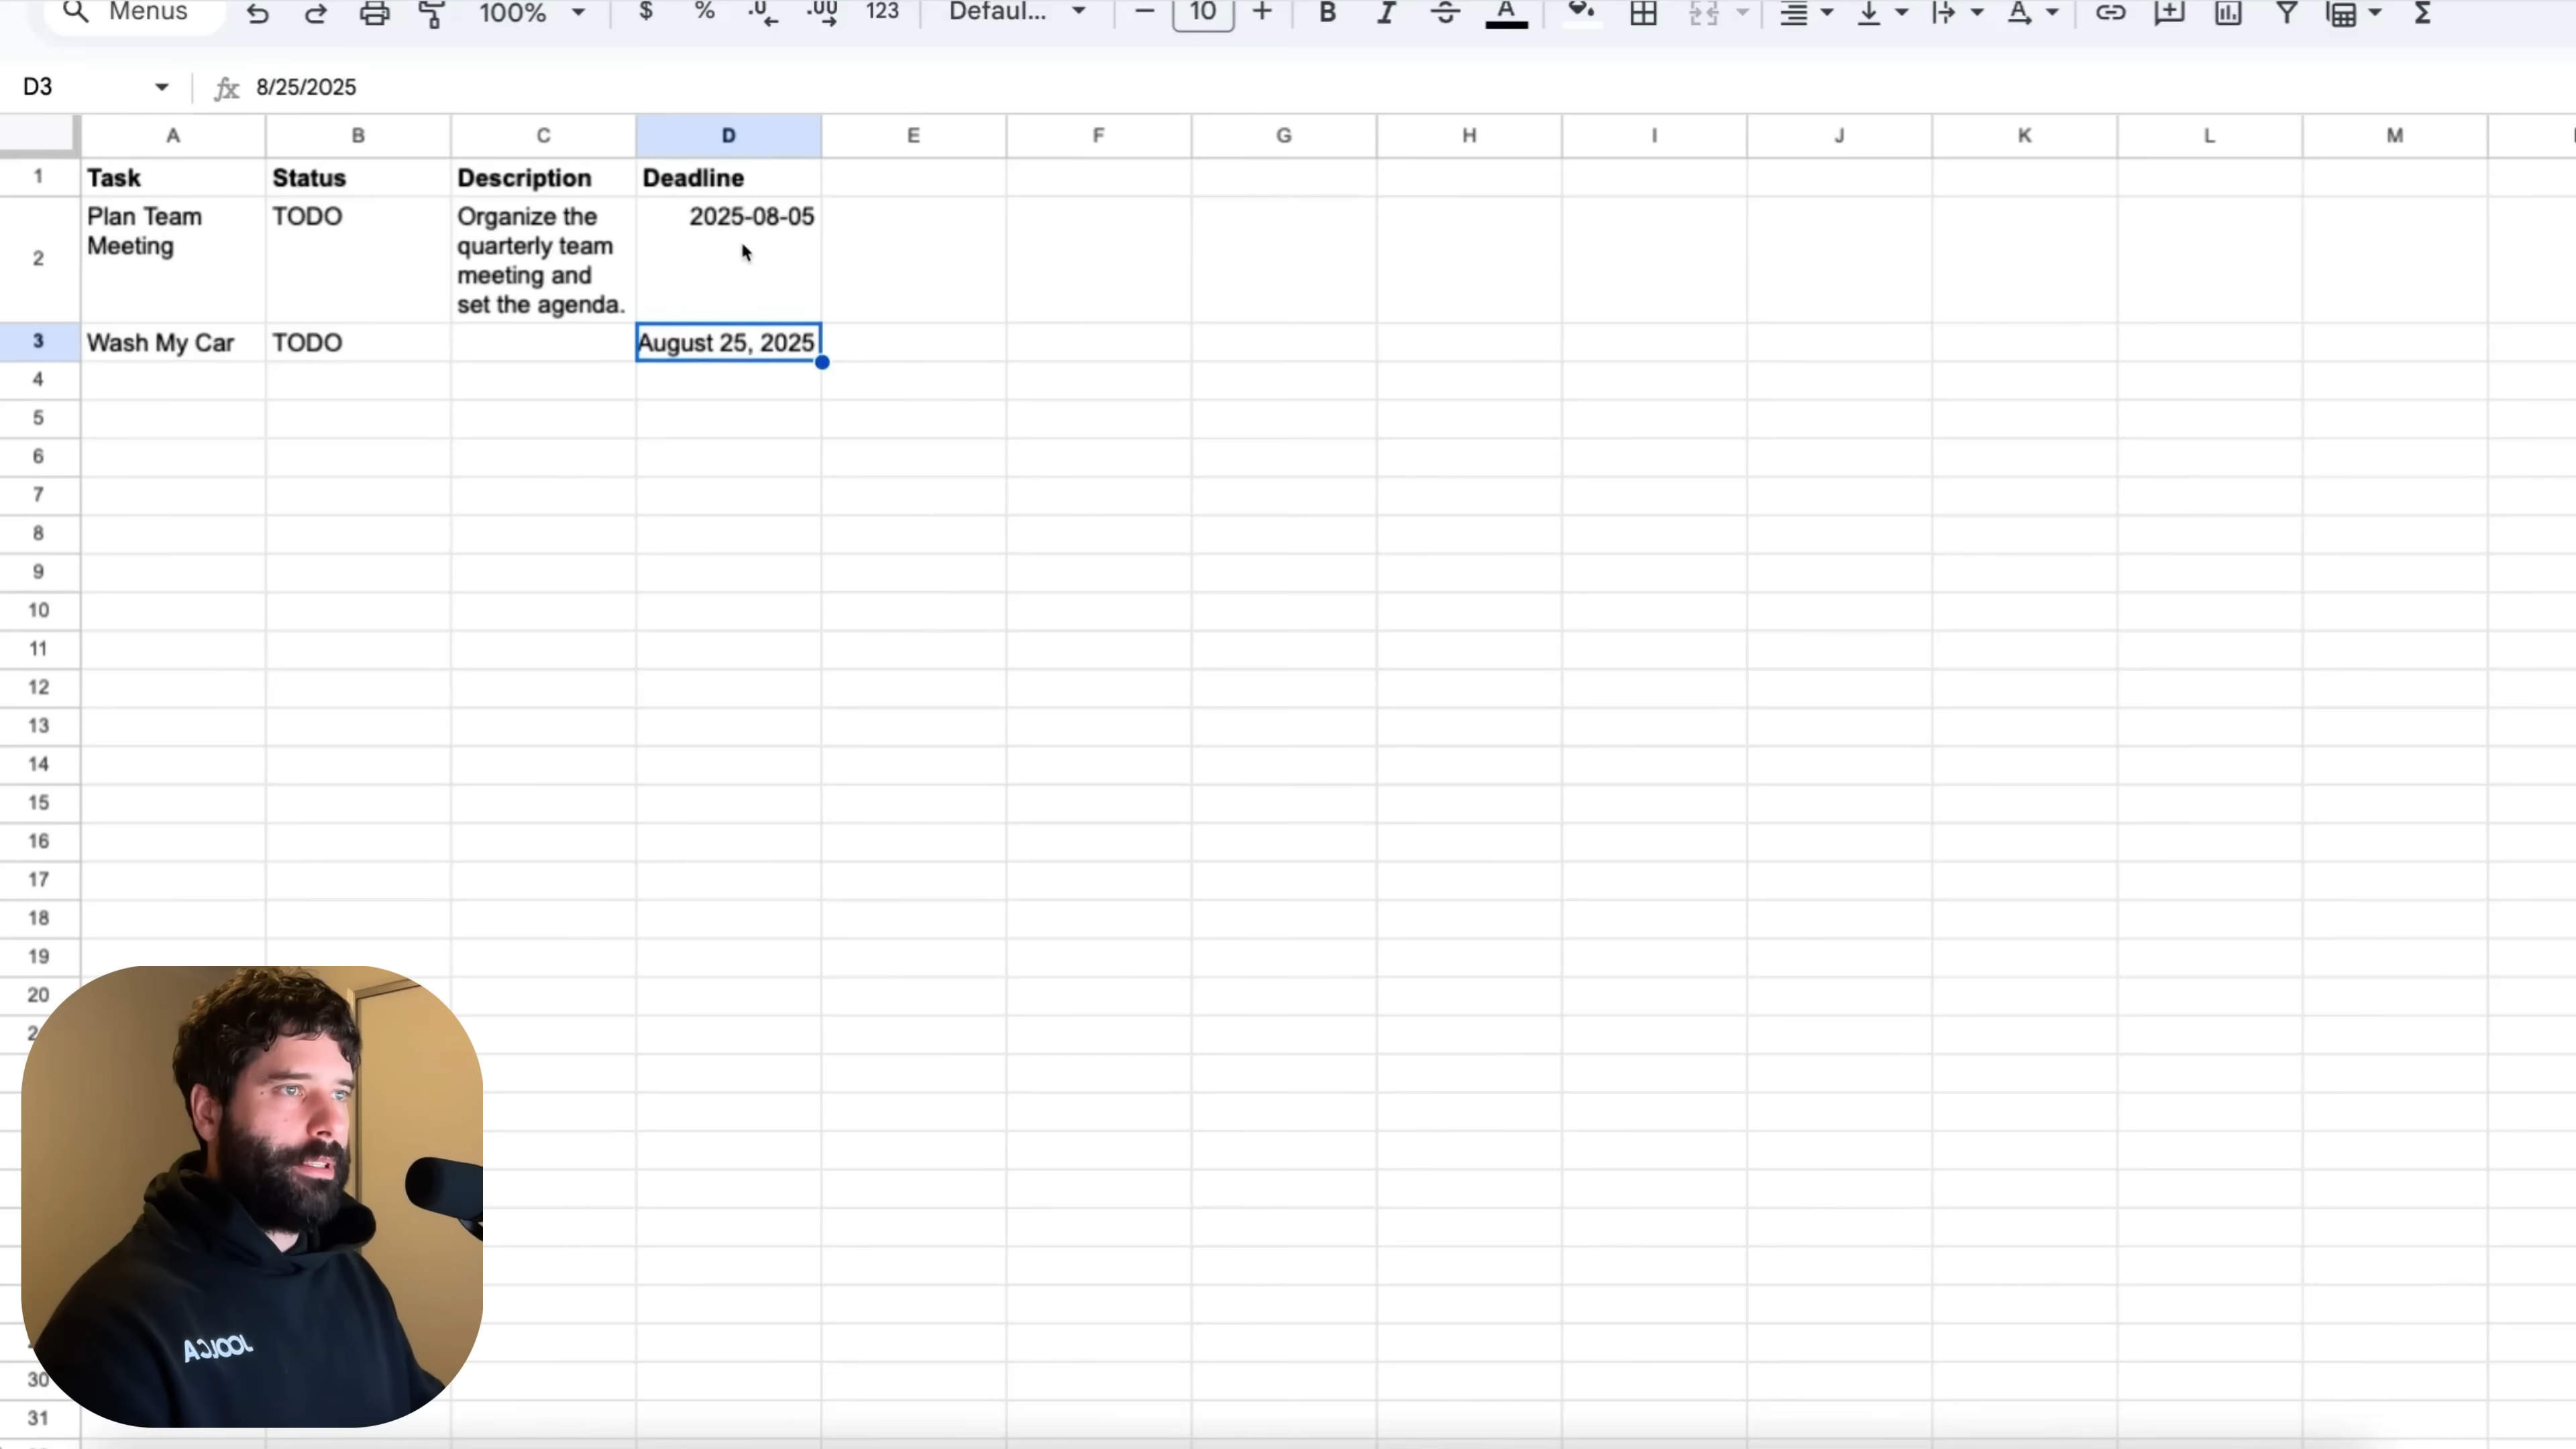 Menus 100% $ % .0 .00 123 Defaul... 10 B I A
D3 fx 8/25/2025
A B C D E F G H I J K L M
1 Task Status Description Deadline
2 Plan Team TODO Organize the 2025-08-05
Meeting quarterly team
meeting and
set the agenda.
3 Wash My Car TODO August 25, 2025
4
5
6
7
8
9
10
11
12
13
14
15
16
17
18
19
20
30
31